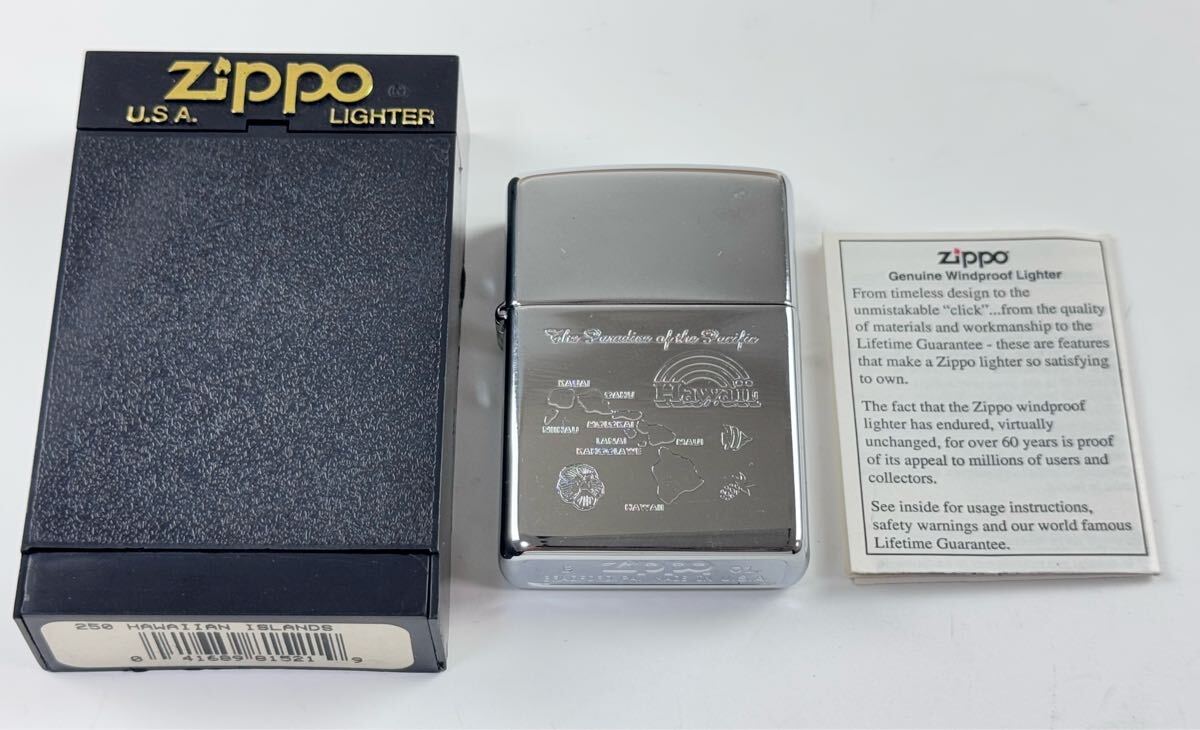 Zippo
U.S.A. LIGHTER
250 HAWAIIAN ISLANDS
0 41689 81521 9
The Paradise of the Pacific
HAWAII
KAUAI
OAHU
NIIHAU
MOLOKAI
LANAI
MAUI
KAHOOLAWE
HAWAII
Zippo
BRADFORD, PA. MADE IN U.S.A.
Zippo
Genuine Windproof Lighter
From timeless design to the
unmistakable “click”...from the quality
of materials and workmanship to the
Lifetime Guarantee - these are features
that make a Zippo lighter so satisfying
to own.
The fact that the Zippo windproof
lighter has endured, virtually
unchanged, for over 60 years is proof
of its appeal to millions of users and
collectors.
See inside for usage instructions,
safety warnings and our world famous
Lifetime Guarantee.